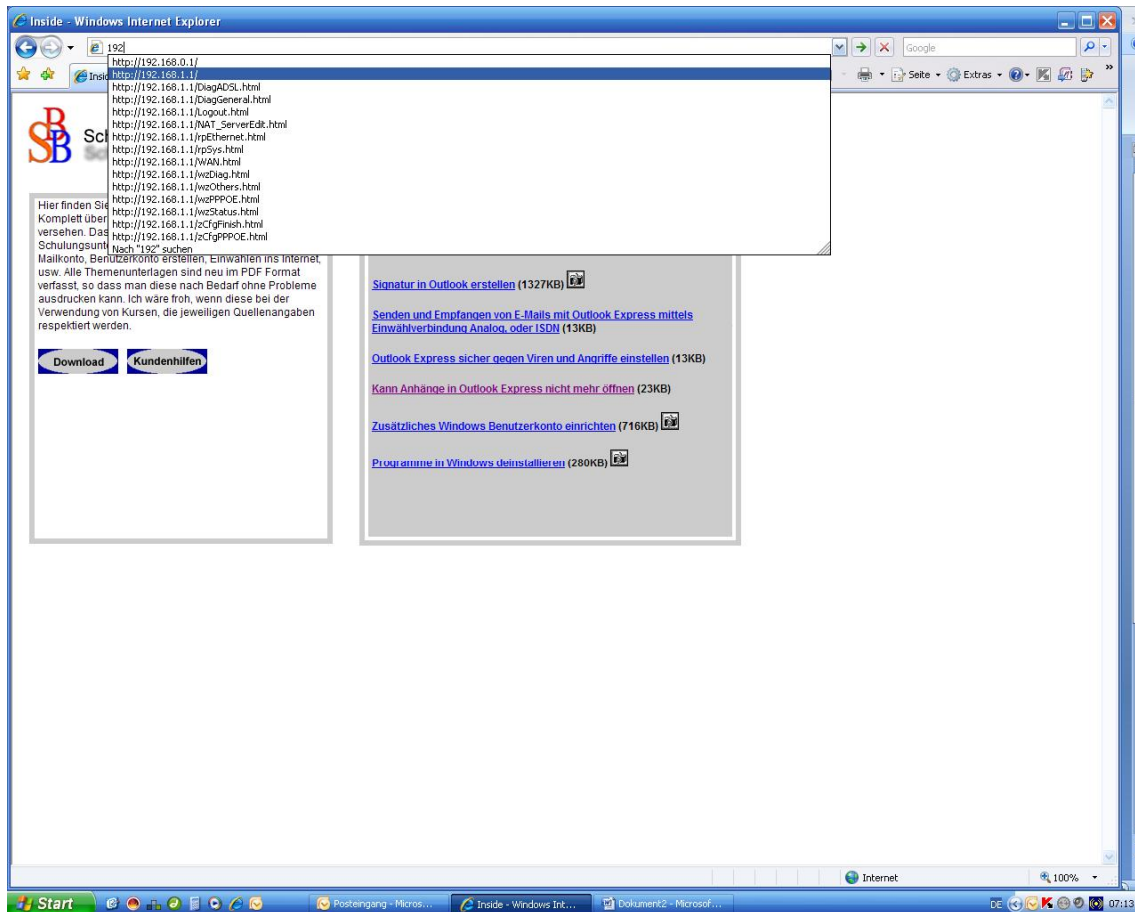 Inside - Windows Internet Explorer
192
Google
http://192.168.0.1/
http://192.168.1.1/
http://192.168.1.1/DiagADSL.html
http://192.168.1.1/DiagGeneral.html
http://192.168.1.1/Logout.html
http://192.168.1.1/NAT_ServerEdit.html
http://192.168.1.1/rpEthernet.html
http://192.168.1.1/rpSys.html
http://192.168.1.1/WAN.html
http://192.168.1.1/wzDiag.html
http://192.168.1.1/wzOthers.html
http://192.168.1.1/wzPPPOE.html
http://192.168.1.1/wzStatus.html
http://192.168.1.1/zCfgFinish.html
http://192.168.1.1/zCfgPPPOE.html
Nach "192" suchen
Seite
Extras
SBB
Hier finden Sie
Komplett über
versehen. Das
Schulungsunt
Mailkonto, Benutzerkonto erstellen, Einwählen ins Internet,
usw. Alle Themenunterlagen sind neu im PDF Format
verfasst, so dass man diese nach Bedarf ohne Probleme
ausdrucken kann. Ich wäre froh, wenn diese bei der
Verwendung von Kursen, die jeweiligen Quellenangaben
respektiert werden.
Download Kundenhilfen
Signatur in Outlook erstellen (1327KB)
Senden und Empfangen von E-Mails mit Outlook Express mittels
Einwählverbindung Analog, oder ISDN (13KB)
Outlook Express sicher gegen Viren und Angriffe einstellen (13KB)
Kann Anhänge in Outlook Express nicht mehr öffnen (23KB)
Zusätzliches Windows Benutzerkonto einrichten (716KB)
Programme in Windows deinstallieren (280KB)
Internet 100%
Start Posteingang - Micros... Inside - Windows Int... Dokument2 - Microsof... DE 07:13